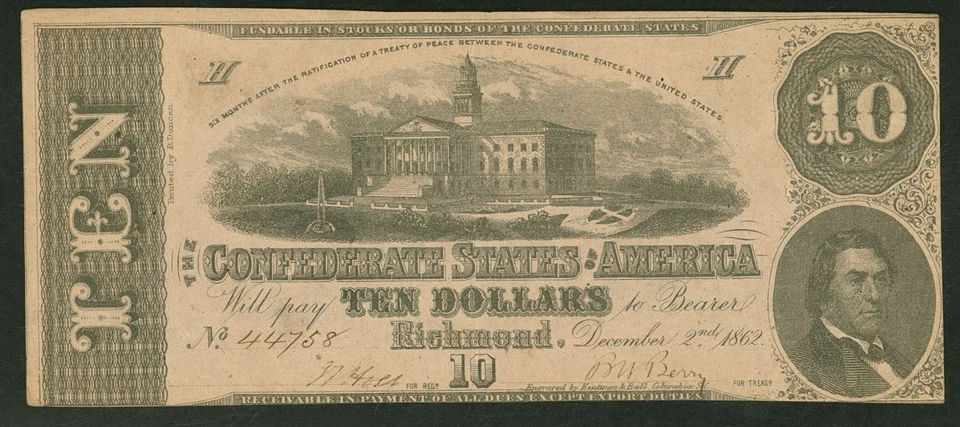 FUNDABLE IN STOCKS OR BONDS OF THE CONFEDERATE STATES
SIX MONTHS AFTER THE RATIFICATION OF A TREATY OF PEACE BETWEEN THE CONFEDERATE STATES & THE UNITED STATES.
H H
10
TEN
Printed by B. Duncan
THE CONFEDERATE STATES OF AMERICA
Will pay TEN DOLLARS to Bearer
No. 44758 Richmond, December 2nd 1862.
10
FOR REGR.
FOR TREASR.
Engraved by Keatinge & Ball, Columbia, S.
RECEIVABLE IN PAYMENT OF ALL DUES EXCEPT EXPORT DUTIES